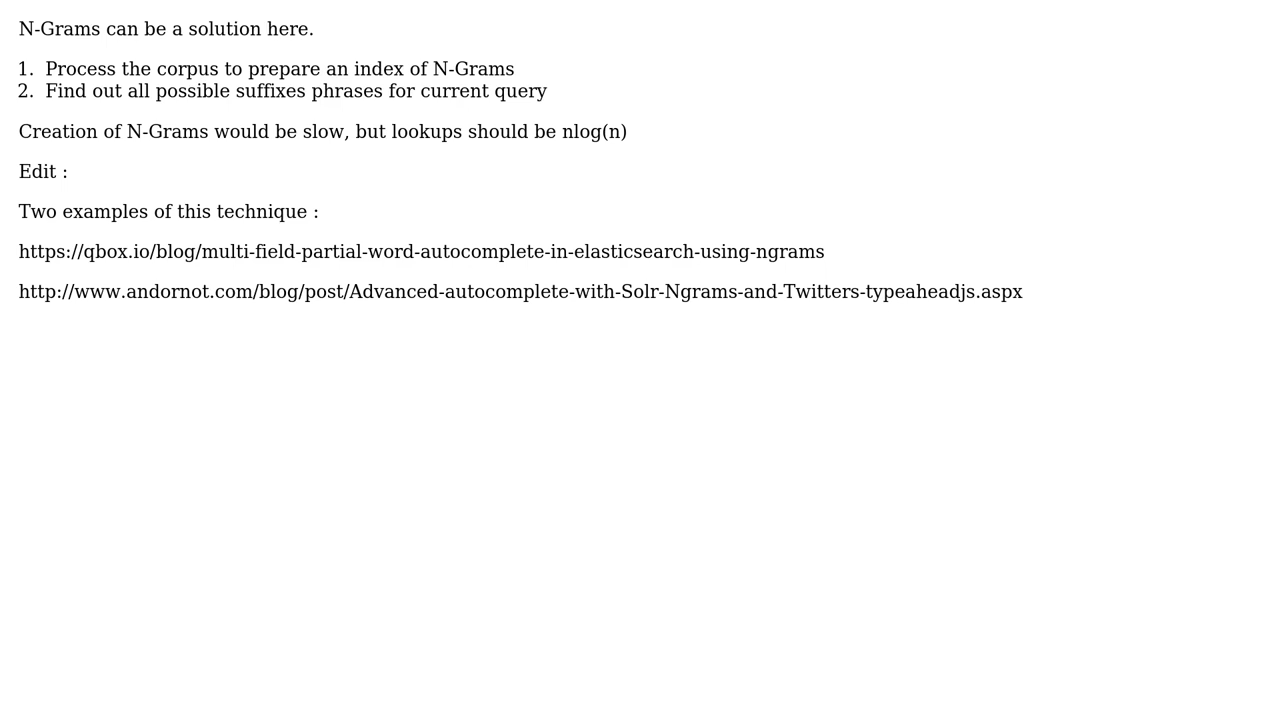 N-Grams can be a solution here.
1. Process the corpus to prepare an index of N-Grams
2. Find out all possible suffixes phrases for current query
Creation of N-Grams would be slow, but lookups should be nlog(n)
Edit :
Two examples of this technique :
https://qbox.io/blog/multi-field-partial-word-autocomplete-in-elasticsearch-using-ngrams
http://www.andornot.com/blog/post/Advanced-autocomplete-with-Solr-Ngrams-and-Twitters-typeaheadjs.aspx